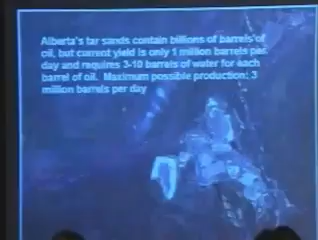 Alberta's tar sands contain billions of barrels of
oil, but current yield is only 1 million barrels per
day and requires 3-10 barrels of water for each
barrel of oil. Maximum possible production: 3
million barrels per day